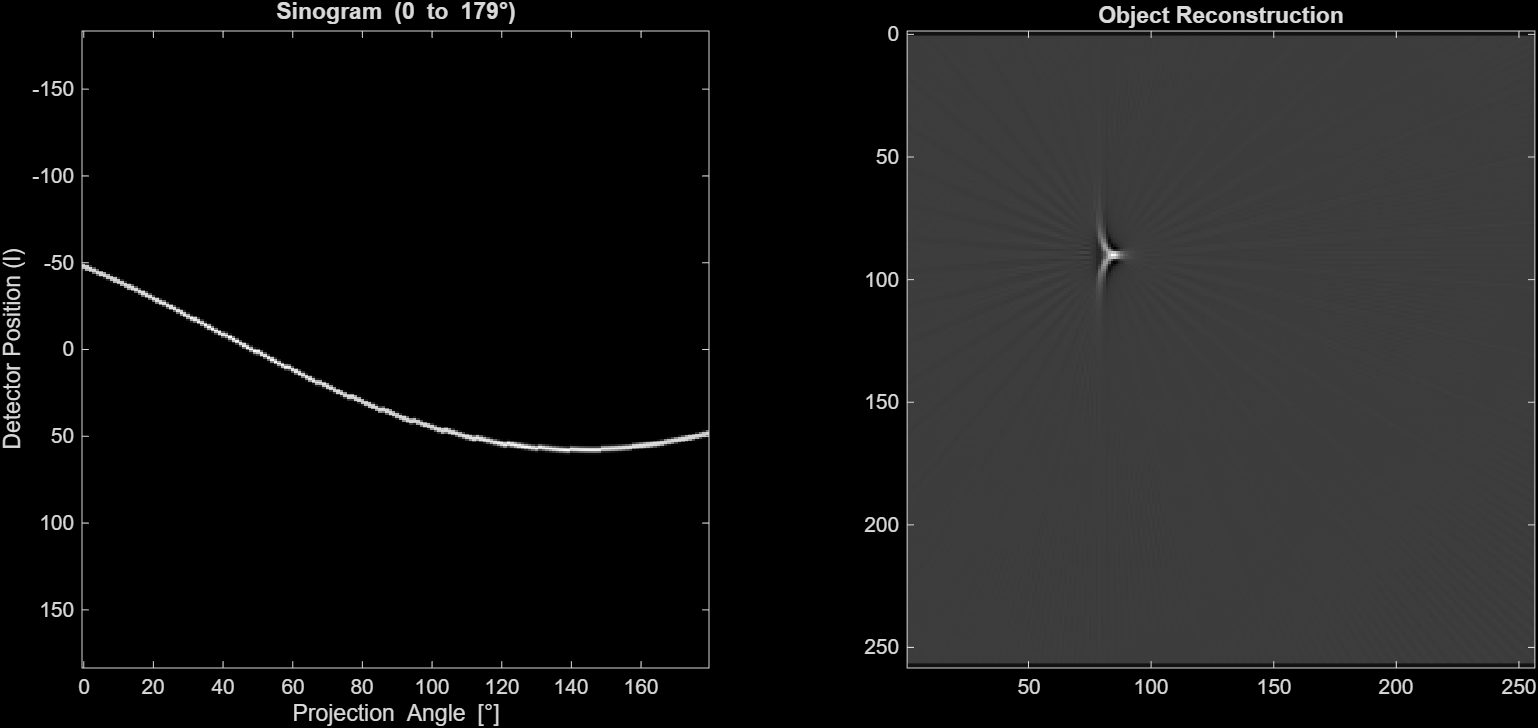 Sinogram (0 to 179°)
-150
-100
-50
0
50
100
150
Detector Position (l)
0 20 40 60 80 100 120 140 160
Projection Angle [°]
Object Reconstruction
0
50
100
150
200
250
50 100 150 200 250